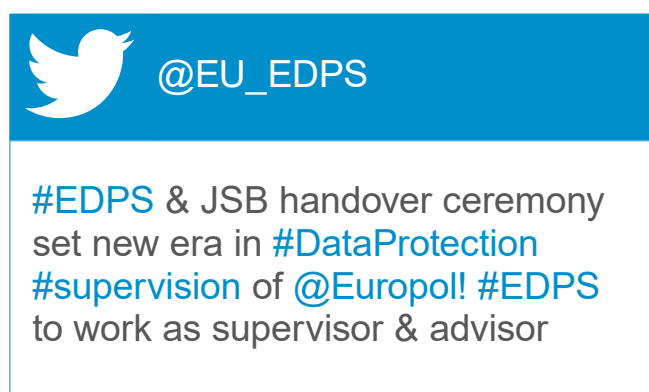 @EU_EDPS
#EDPS & JSB handover ceremony
set new era in #DataProtection
#supervision of @Europol! #EDPS
to work as supervisor & advisor